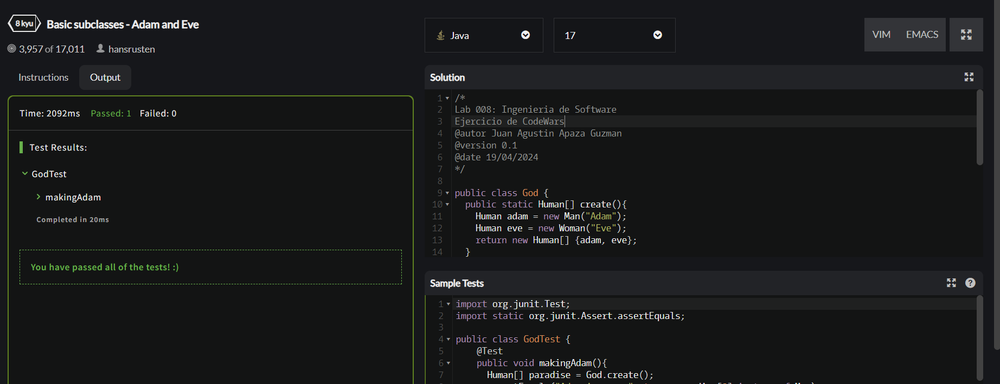 8 kyu Basic subclasses - Adam and Eve
3,957 of 17,011 hansrusten
Instructions Output
Time: 2092ms Passed: 1 Failed: 0
Test Results:
GodTest
makingAdam
Completed in 20ms
You have passed all of the tests! :)
Java 17 VIM EMACS
Solution
1 /*
2 Lab 008: Ingenieria de Software
3 Ejercicio de CodeWars
4 @autor Juan Agustin Apaza Guzman
5 @version 0.1
6 @date 19/04/2024
7 */
8
9 public class God {
10 public static Human[] create(){
11 Human adam = new Man("Adam");
12 Human eve = new Woman("Eve");
13 return new Human[] {adam, eve};
14 }
Sample Tests ?
1 import org.junit.Test;
2 import static org.junit.Assert.assertEquals;
3
4 public class GodTest {
5 @Test
6 public void makingAdam(){
7 Human[] paradise = God.create();